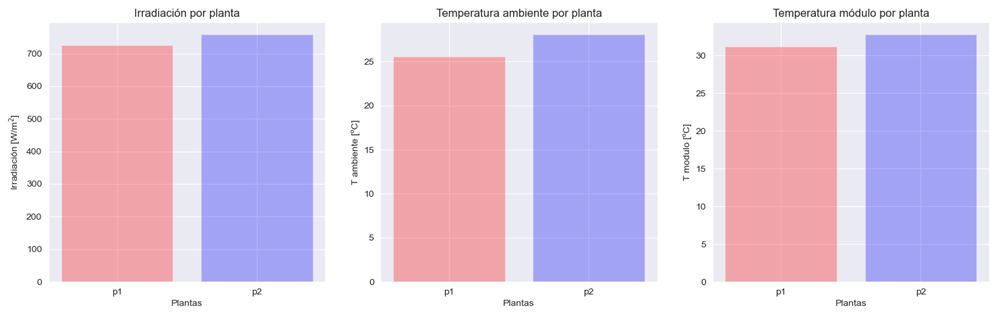 Irradiación por planta
700
600
500
400
300
200
100
0
Irradiación [W/m²]
p1
p2
Plantas
Temperatura ambiente por planta
25
20
15
10
5
0
T ambiente [ºC]
p1
p2
Plantas
Temperatura módulo por planta
30
25
20
15
10
5
0
T modulo [ºC]
p1
p2
Plantas